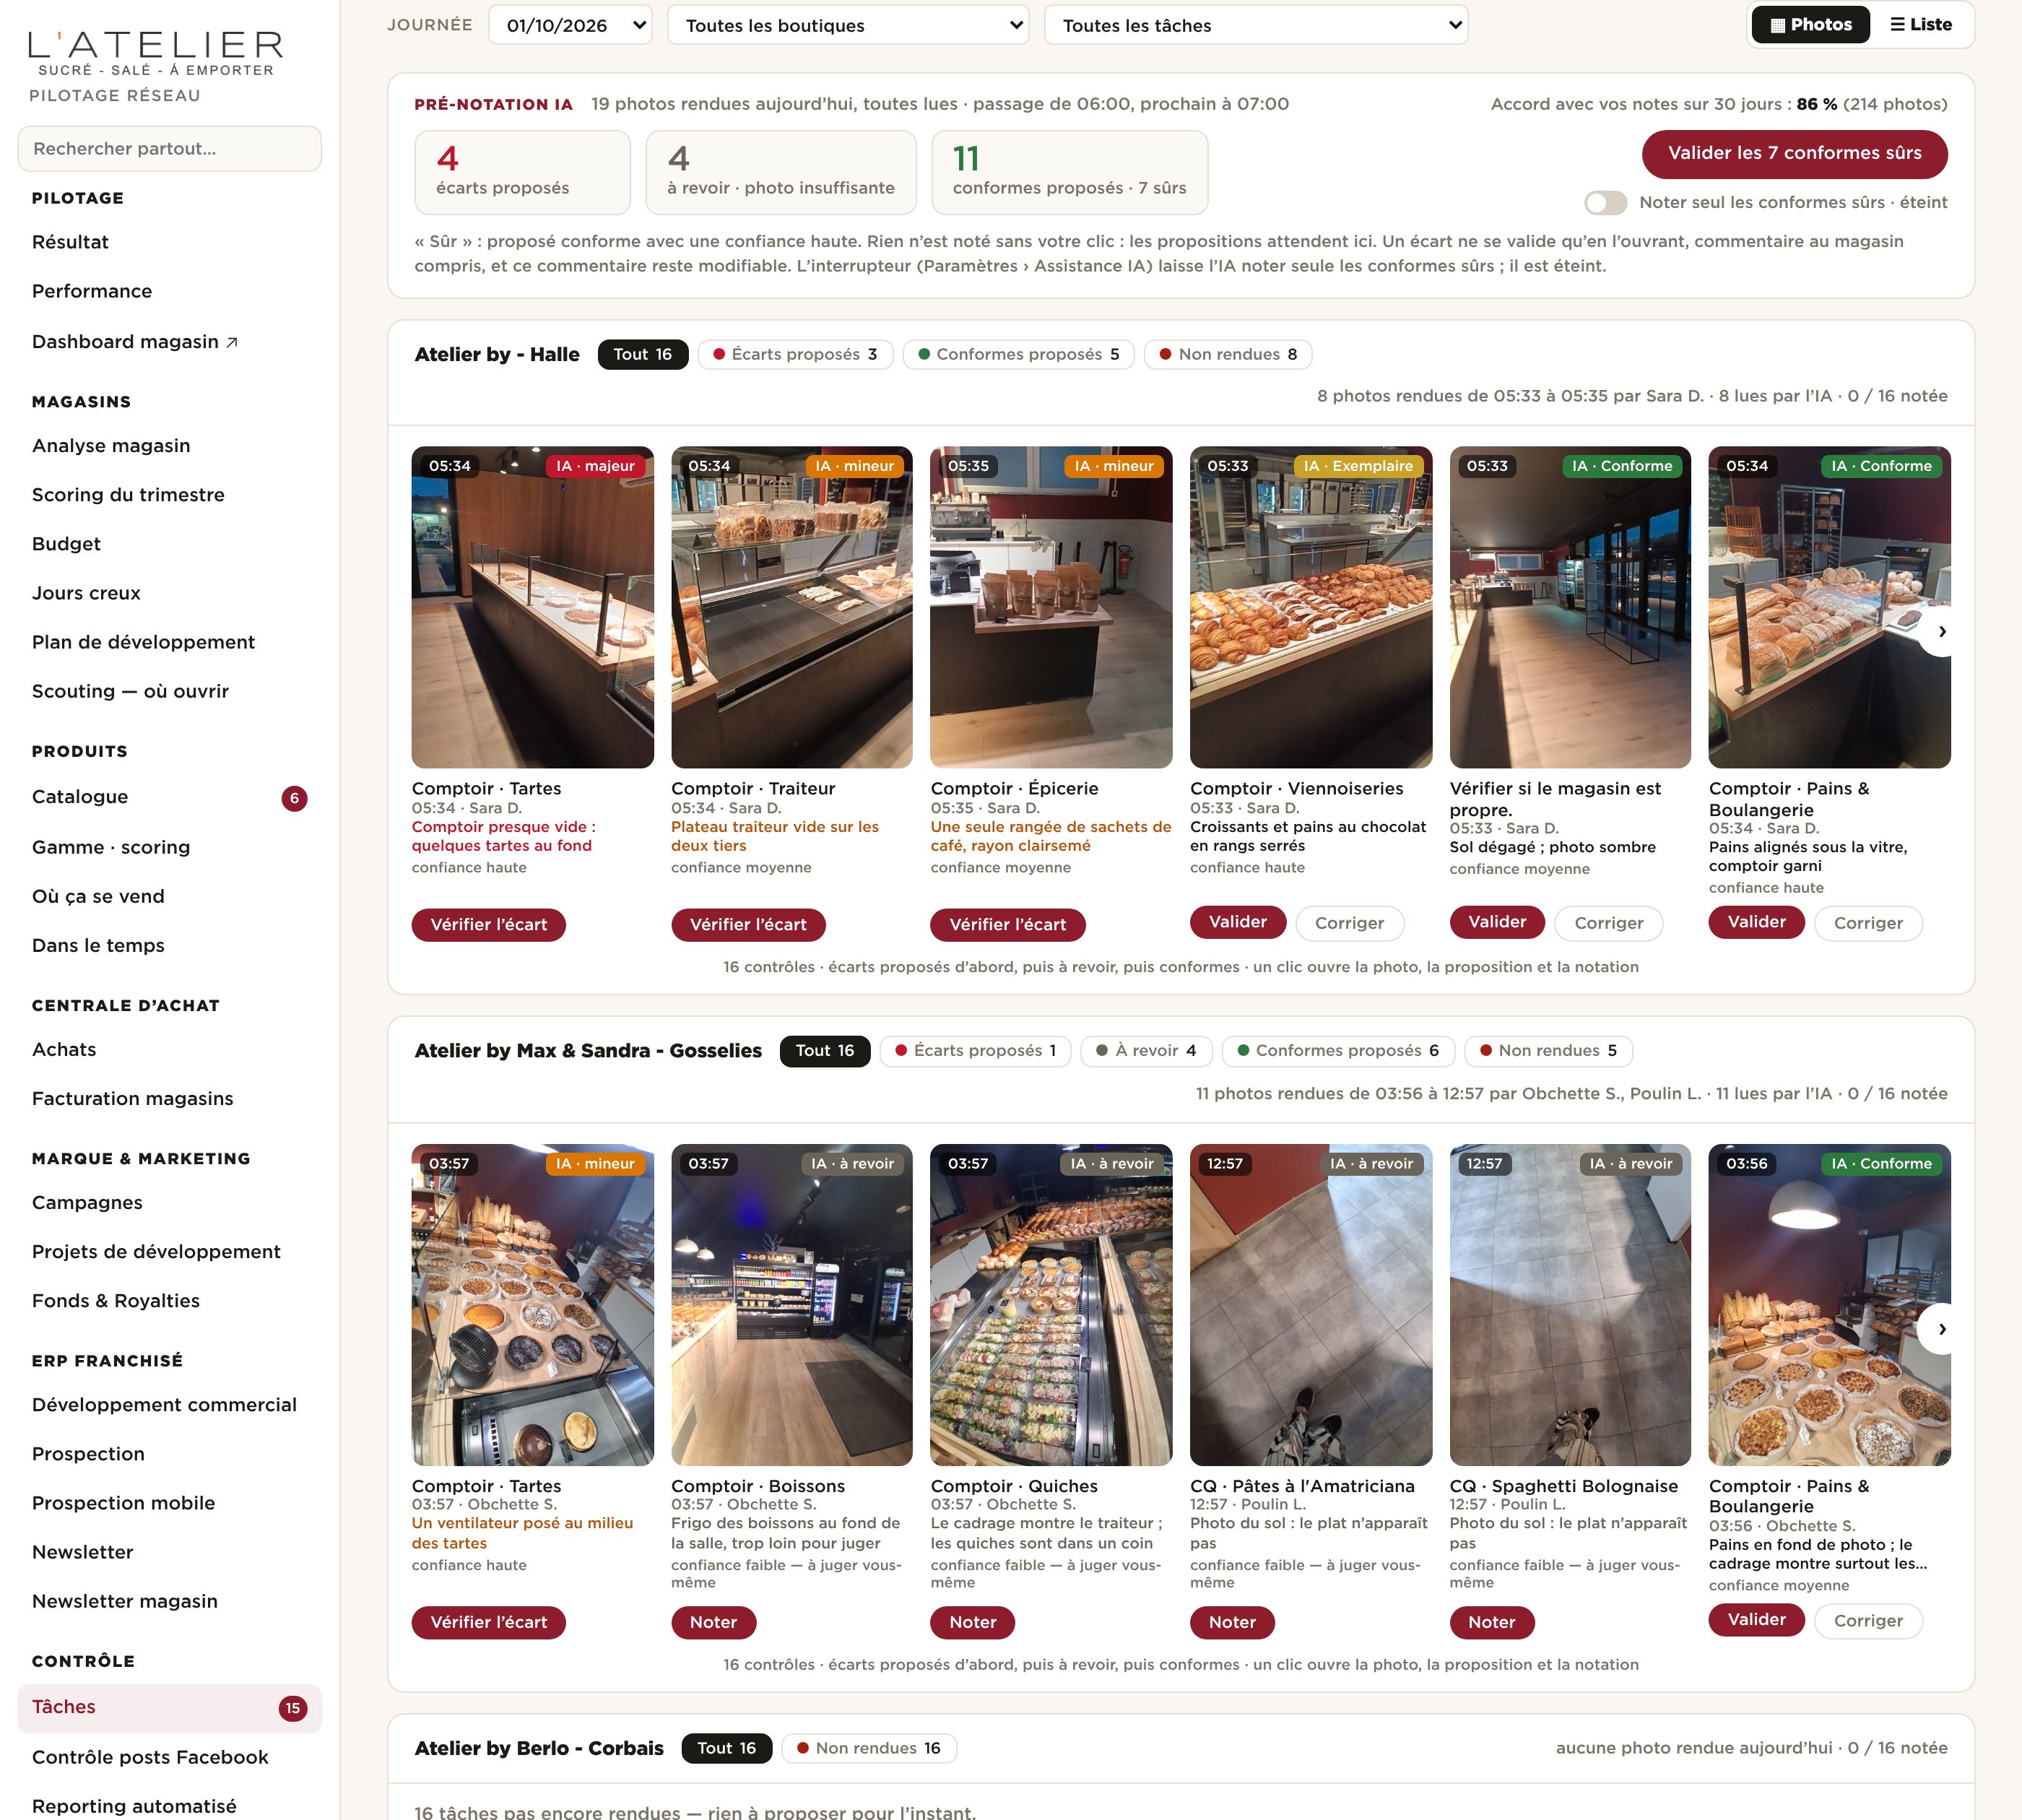 L'ATELIER
SUCRÉ - SALÉ - Á EMPORTER
PILOTAGE RÉSEAU
Rechercher partout...
PILOTAGE
Résultat
Performance
Dashboard magasin ↗
MAGASINS
Analyse magasin
Scoring du trimestre
Budget
Jours creux
Plan de développement
Scouting — où ouvrir
PRODUITS
Catalogue 6
Gamme · scoring
Où ça se vend
Dans le temps
CENTRALE D’ACHAT
Achats
Facturation magasins
MARQUE & MARKETING
Campagnes
Projets de développement
Fonds & Royalties
ERP FRANCHISÉ
Développement commercial
Prospection
Prospection mobile
Newsletter
Newsletter magasin
CONTRÔLE
Tâches 15
Contrôle posts Facebook
Reporting automatisé
JOURNÉE 01/10/2026 Toutes les boutiques Toutes les tâches Photos Liste
PRÉ-NOTATION IA 19 photos rendues aujourd’hui, toutes lues · passage de 06:00, prochain à 07:00 Accord avec vos notes sur 30 jours : 86 % (214 photos)
4 4 11
écarts proposés à revoir · photo insuffisante conformes proposés · 7 sûrs
Valider les 7 conformes sûrs
Noter seul les conformes sûrs · éteint
« Sûr » : proposé conforme avec une confiance haute. Rien n’est noté sans votre clic : les propositions attendent ici. Un écart ne se valide qu’en l’ouvrant, commentaire au magasin
compris, et ce commentaire reste modifiable. L’interrupteur (Paramètres › Assistance IA) laisse l’IA noter seule les conformes sûrs ; il est éteint.
Atelier by - Halle Tout 16 Écarts proposés 3 Conformes proposés 5 Non rendues 8
8 photos rendues de 05:33 à 05:35 par Sara D. · 8 lues par l’IA · 0 / 16 notée
05:34 IA · majeur
Comptoir · Tartes
05:34 · Sara D.
Comptoir presque vide :
quelques tartes au fond
confiance haute
Vérifier l’écart
05:34 IA · mineur
Comptoir · Traiteur
05:34 · Sara D.
Plateau traiteur vide sur les
deux tiers
confiance moyenne
Vérifier l’écart
05:35 IA · mineur
Comptoir · Épicerie
05:35 · Sara D.
Une seule rangée de sachets de
café, rayon clairsemé
confiance moyenne
Vérifier l’écart
05:33 IA · Exemplaire
Comptoir · Viennoiseries
05:33 · Sara D.
Croissants et pains au chocolat
en rangs serrés
confiance haute
Valider Corriger
05:33 IA · Conforme
Vérifier si le magasin est
propre.
05:33 · Sara D.
Sol dégagé ; photo sombre
confiance moyenne
Valider Corriger
05:34 IA · Conforme
Comptoir · Pains &
Boulangerie
05:34 · Sara D.
Pains alignés sous la vitre,
comptoir garni
confiance haute
Valider Corriger
›
16 contrôles · écarts proposés d’abord, puis à revoir, puis conformes · un clic ouvre la photo, la proposition et la notation
Atelier by Max & Sandra - Gosselies Tout 16 Écarts proposés 1 À revoir 4 Conformes proposés 6 Non rendues 5
11 photos rendues de 03:56 à 12:57 par Obchette S., Poulin L. · 11 lues par l’IA · 0 / 16 notée
03:57 IA · mineur
Comptoir · Tartes
03:57 · Obchette S.
Un ventilateur posé au milieu
des tartes
confiance haute
Vérifier l’écart
03:57 IA · à revoir
Comptoir · Boissons
03:57 · Obchette S.
Frigo des boissons au fond de
la salle, trop loin pour juger
confiance faible — à juger vous-
même
Noter
03:57 IA · à revoir
Comptoir · Quiches
03:57 · Obchette S.
Le cadrage montre le traiteur ;
les quiches sont dans un coin
confiance faible — à juger vous-
même
Noter
12:57 IA · à revoir
CQ · Pâtes à l'Amatriciana
12:57 · Poulin L.
Photo du sol : le plat n’apparaît
pas
confiance faible — à juger vous-
même
Noter
12:57 IA · à revoir
CQ · Spaghetti Bolognaise
12:57 · Poulin L.
Photo du sol : le plat n’apparaît
pas
confiance faible — à juger vous-
même
Noter
03:56 IA · Conforme
Comptoir · Pains &
Boulangerie
03:56 · Obchette S.
Pains en fond de photo ; le
cadrage montre surtout les...
confiance moyenne
Valider Corriger
›
16 contrôles · écarts proposés d’abord, puis à revoir, puis conformes · un clic ouvre la photo, la proposition et la notation
Atelier by Berlo - Corbais Tout 16 Non rendues 16 aucune photo rendue aujourd’hui · 0 / 16 notée
16 tâches pas encore rendues — rien à proposer pour l’instant.